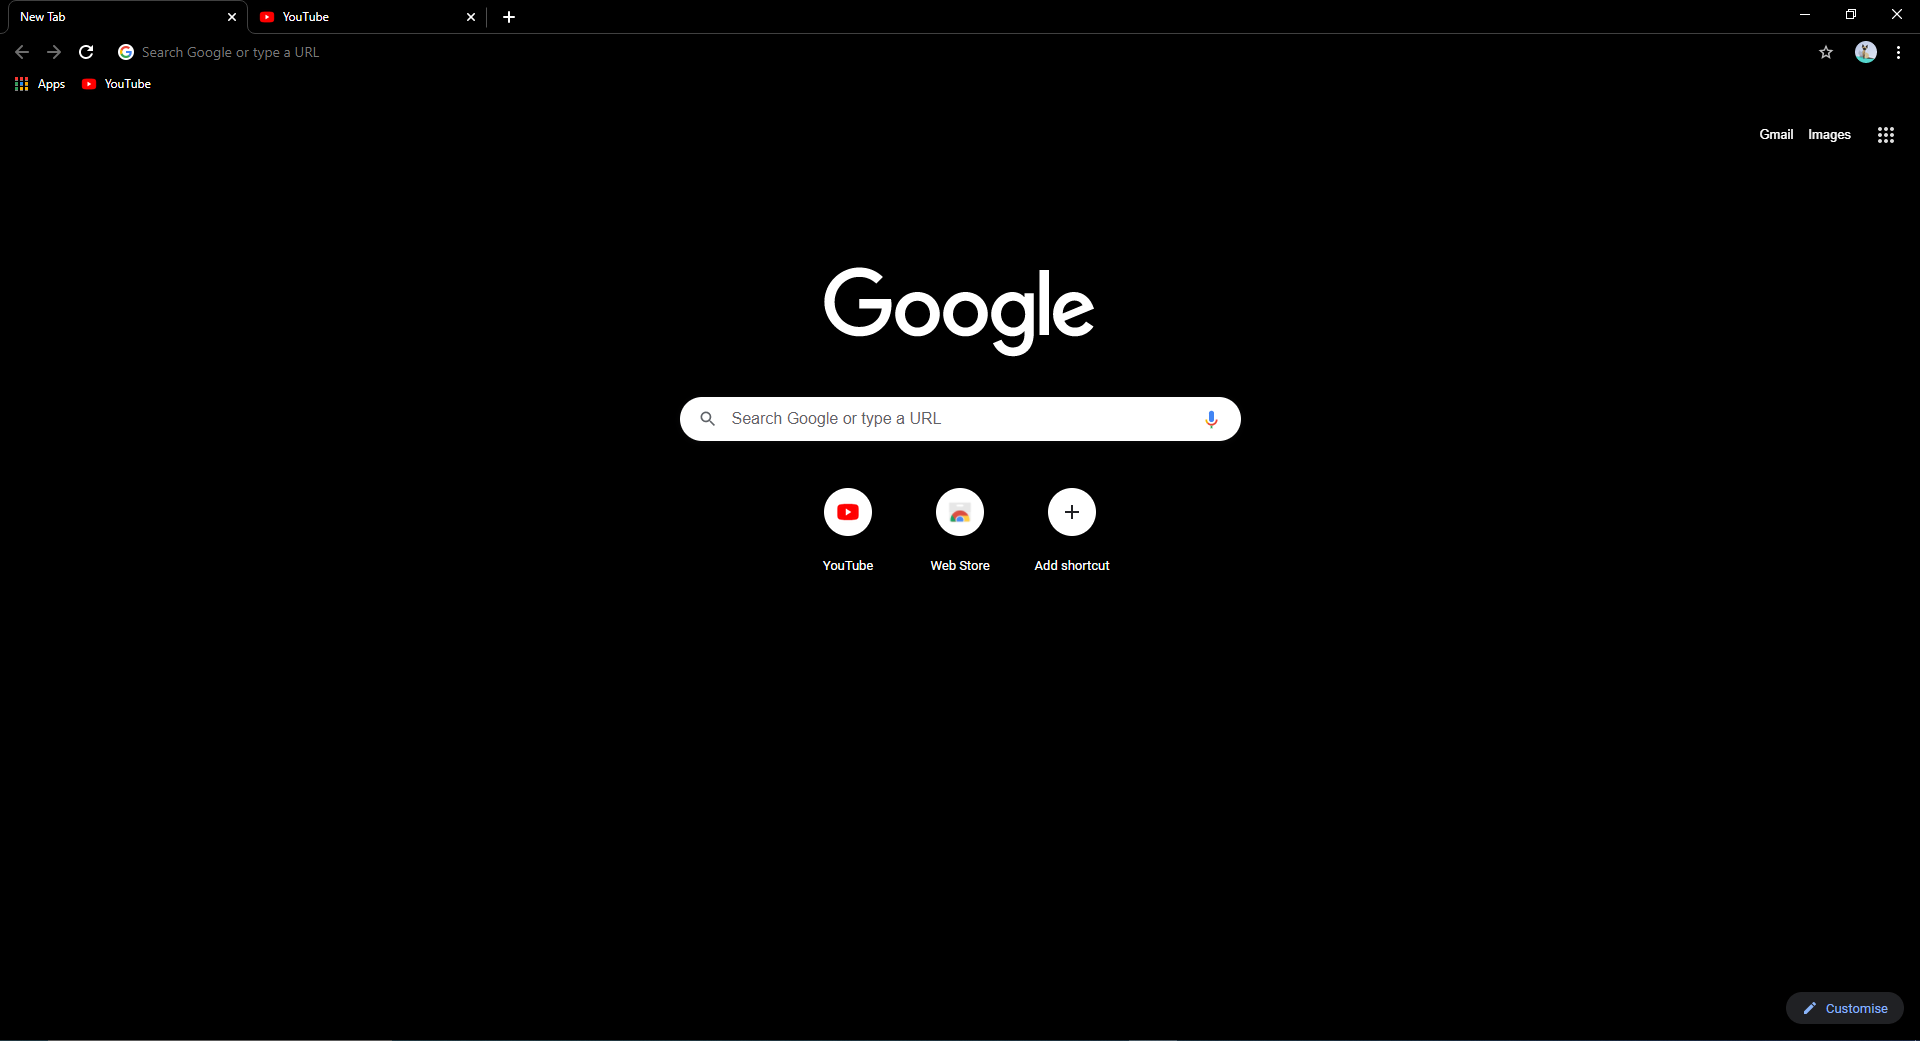 New Tab
YouTube
Search Google or type a URL
Apps
YouTube
Gmail
Images
Google
Search Google or type a URL
YouTube
Web Store
Add shortcut
Customise